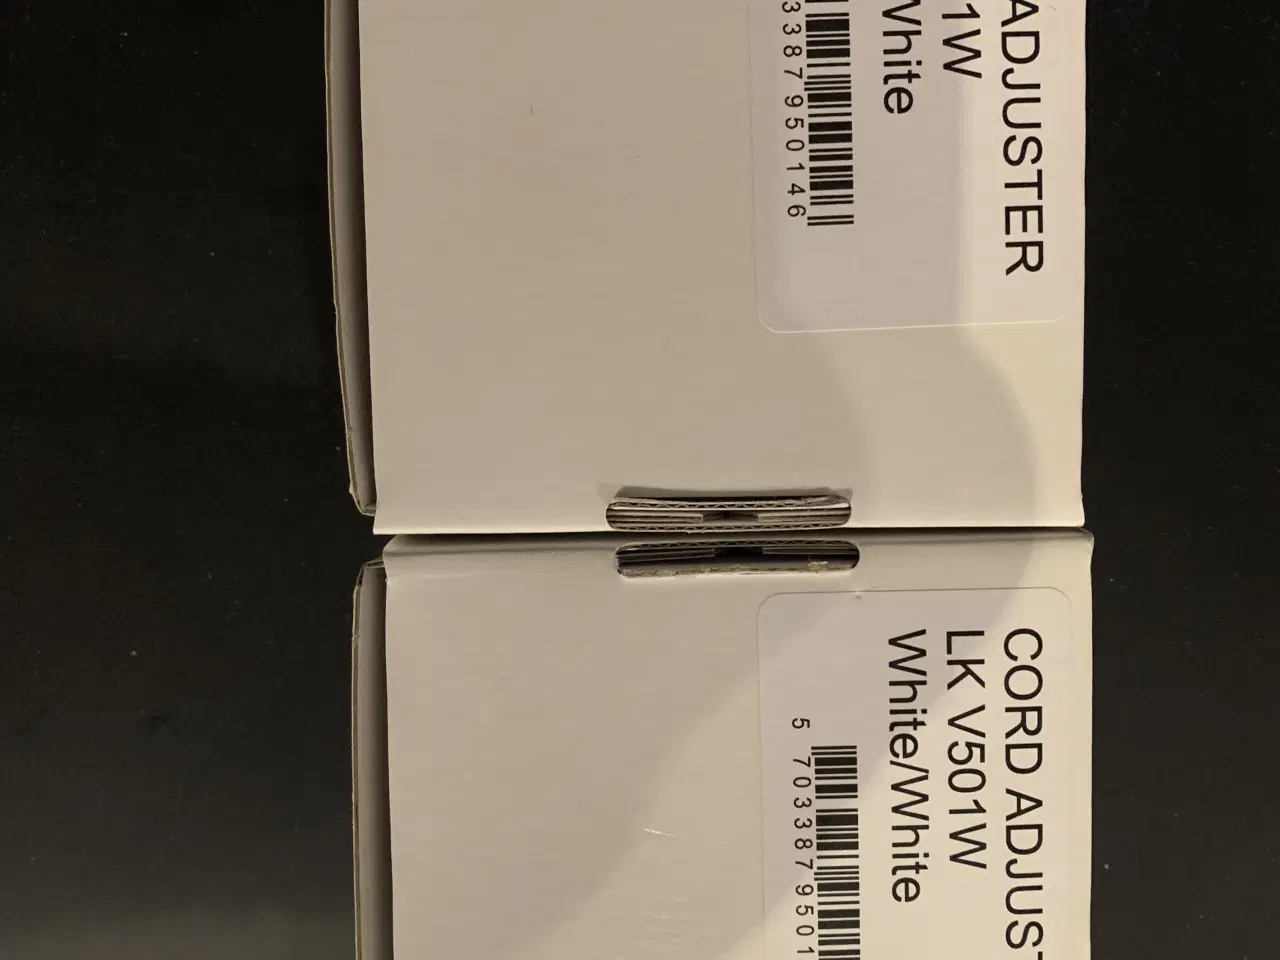 ADJUSTER
1W
White
3387950146
CORD ADJUST
LK V501W
White/White
5 703387 9501